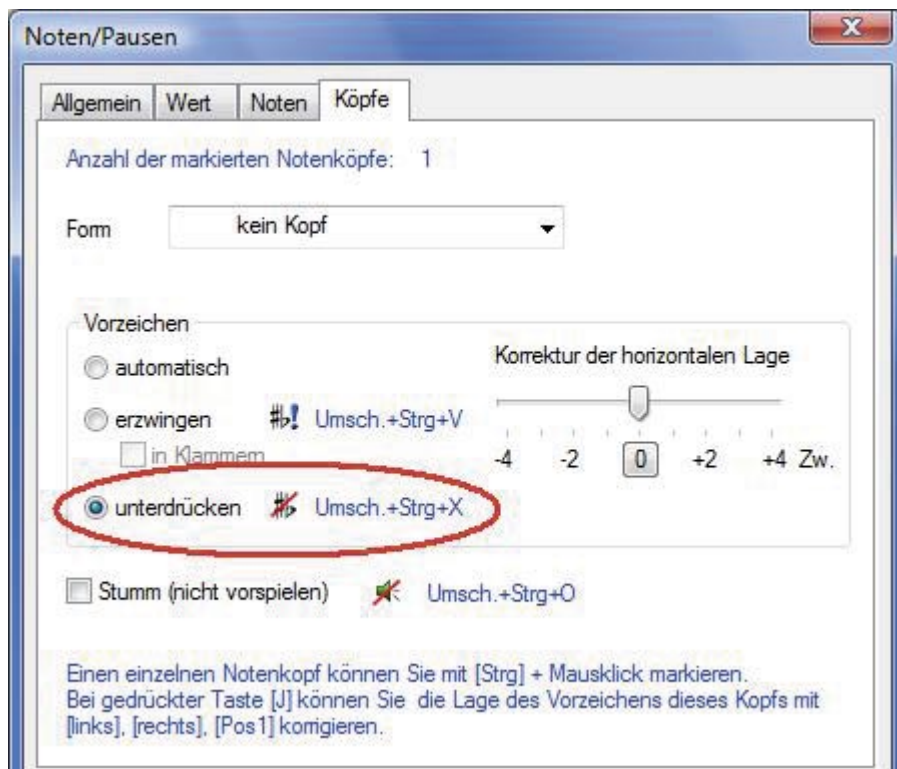 Noten/Pausen
Allgemein Wert Noten Köpfe
Anzahl der markierten Notenköpfe: 1
Form kein Kopf
Vorzeichen
automatisch
Korrektur der horizontalen Lage
erzwingen Umsch.+Strg+V
in Klammern
-4 -2 0 +2 +4 Zw.
unterdrücken Umsch.+Strg+X
Stumm (nicht vorspielen) Umsch.+Strg+O
Einen einzelnen Notenkopf können Sie mit [Strg] + Mausklick markieren.
Bei gedrückter Taste [J] können Sie die Lage des Vorzeichens dieses Kopfs mit
[links], [rechts], [Pos1] korrigieren.